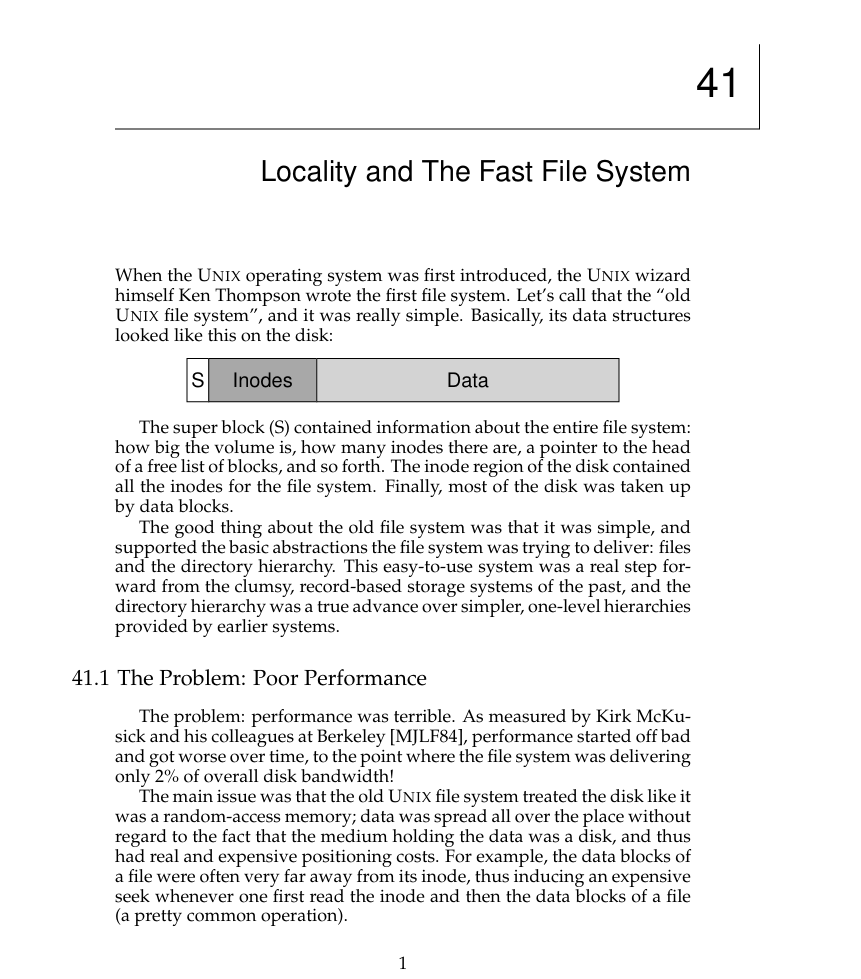 41
Locality and The Fast File System
When the UNIX operating system was first introduced, the UNIX wizard
himself Ken Thompson wrote the first file system. Let's call that the “old
UNIX file system”, and it was really simple. Basically, its data structures
looked like this on the disk:
S Inodes Data
The super block (S) contained information about the entire file system:
how big the volume is, how many inodes there are, a pointer to the head
of a free list of blocks, and so forth. The inode region of the disk contained
all the inodes for the file system. Finally, most of the disk was taken up
by data blocks.
The good thing about the old file system was that it was simple, and
supported the basic abstractions the file system was trying to deliver: files
and the directory hierarchy. This easy-to-use system was a real step for-
ward from the clumsy, record-based storage systems of the past, and the
directory hierarchy was a true advance over simpler, one-level hierarchies
provided by earlier systems.
41.1 The Problem: Poor Performance
The problem: performance was terrible. As measured by Kirk McKu-
sick and his colleagues at Berkeley [MJLF84], performance started off bad
and got worse over time, to the point where the file system was delivering
only 2% of overall disk bandwidth!
The main issue was that the old UNIX file system treated the disk like it
was a random-access memory; data was spread all over the place without
regard to the fact that the medium holding the data was a disk, and thus
had real and expensive positioning costs. For example, the data blocks of
a file were often very far away from its inode, thus inducing an expensive
seek whenever one first read the inode and then the data blocks of a file
(a pretty common operation).
1